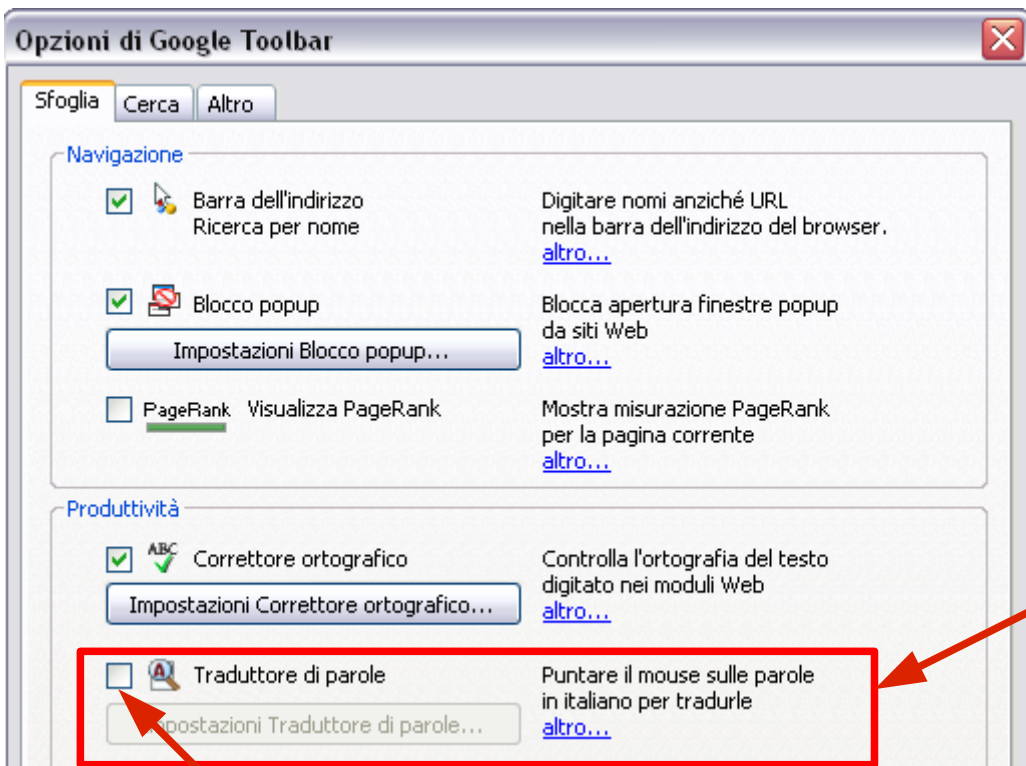 Opzioni di Google Toolbar
Sfoglia Cerca Altro
Navigazione
Barra dell'indirizzo
Ricerca per nome
Digitare nomi anziché URL
nella barra dell'indirizzo del browser.
altro...
Blocco popup
Impostazioni Blocco popup...
Blocca apertura finestre popup
da siti Web
altro...
PageRank Visualizza PageRank
Mostra misurazione PageRank
per la pagina corrente
altro...
Produttività
ABC Correttore ortografico
Impostazioni Correttore ortografico...
Controlla l'ortografia del testo
digitato nei moduli Web
altro...
A Traduttore di parole
Impostazioni Traduttore di parole...
Puntare il mouse sulle parole
in italiano per tradurle
altro...